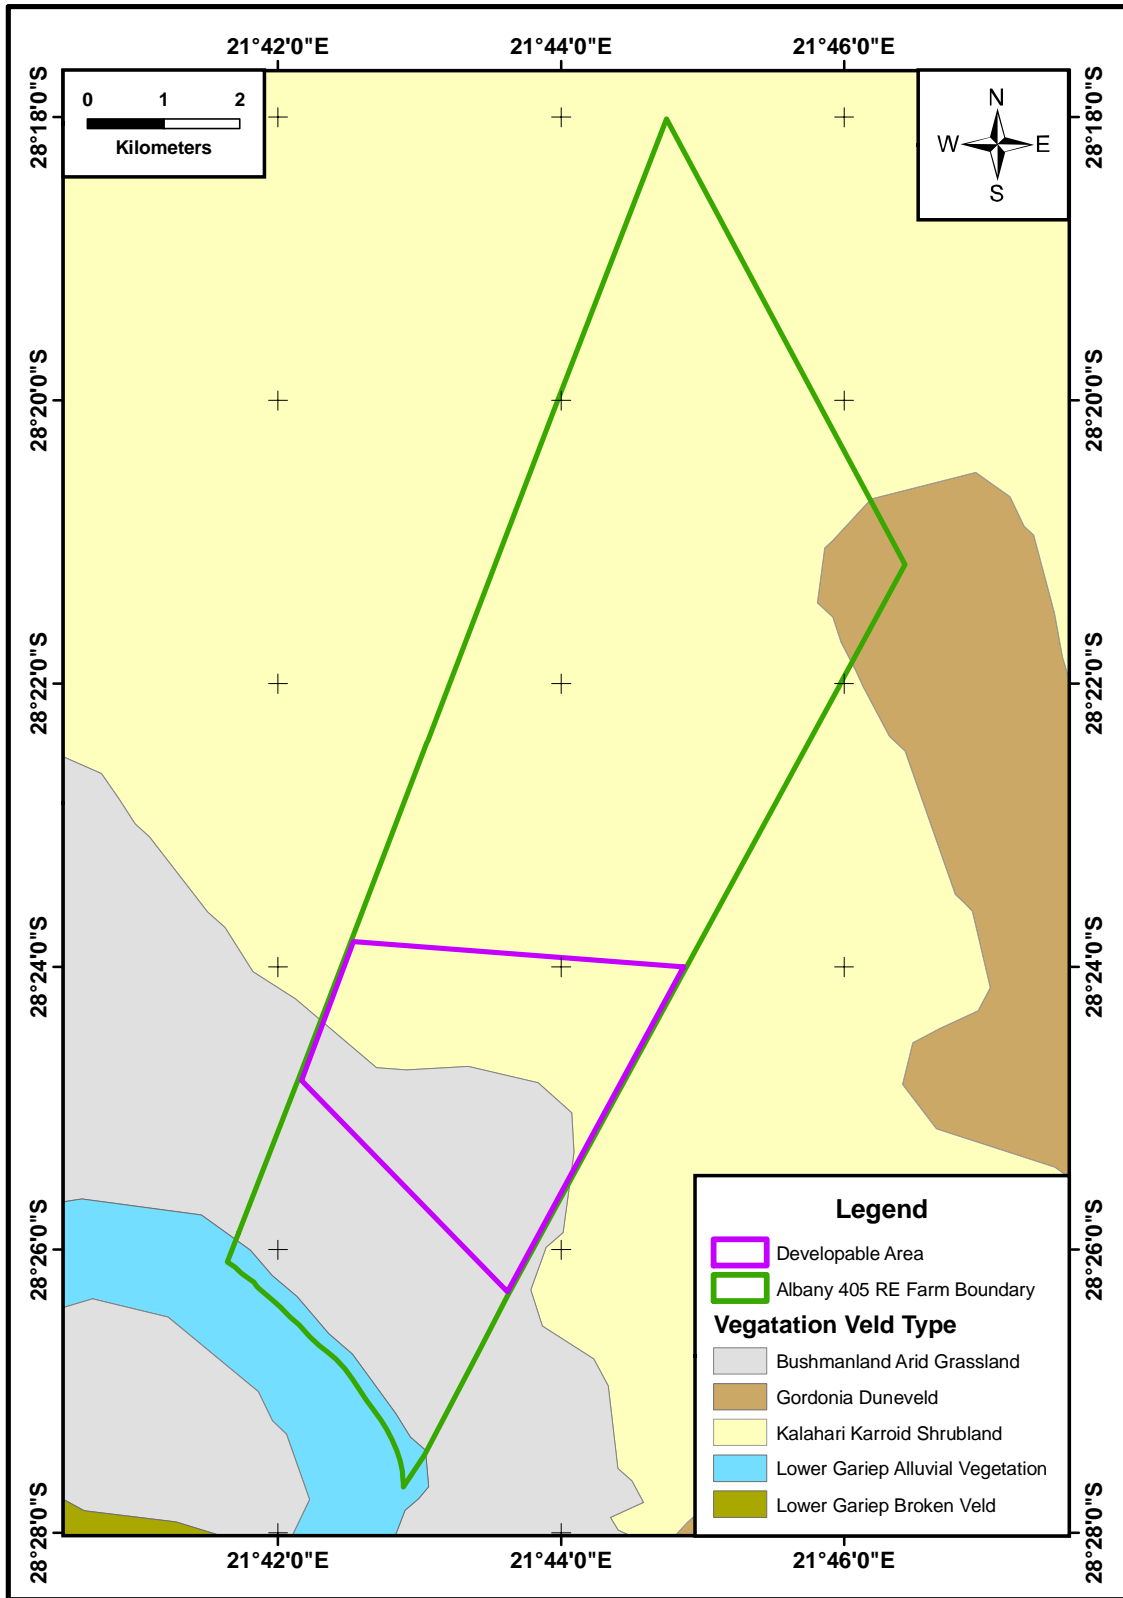 21°42'0"E 21°44'0"E 21°46'0"E
0 1 2
Kilometers
N
W E
S
28°18'0"S 28°18'0"S
28°20'0"S 28°20'0"S
28°22'0"S 28°22'0"S
28°24'0"S 28°24'0"S
28°26'0"S 28°26'0"S
28°28'0"S 28°28'0"S
Legend
Developable Area
Albany 405 RE Farm Boundary
Vegatation Veld Type
Bushmanland Arid Grassland
Gordonia Duneveld
Kalahari Karroid Shrubland
Lower Gariep Alluvial Vegetation
Lower Gariep Broken Veld
21°42'0"E 21°44'0"E 21°46'0"E